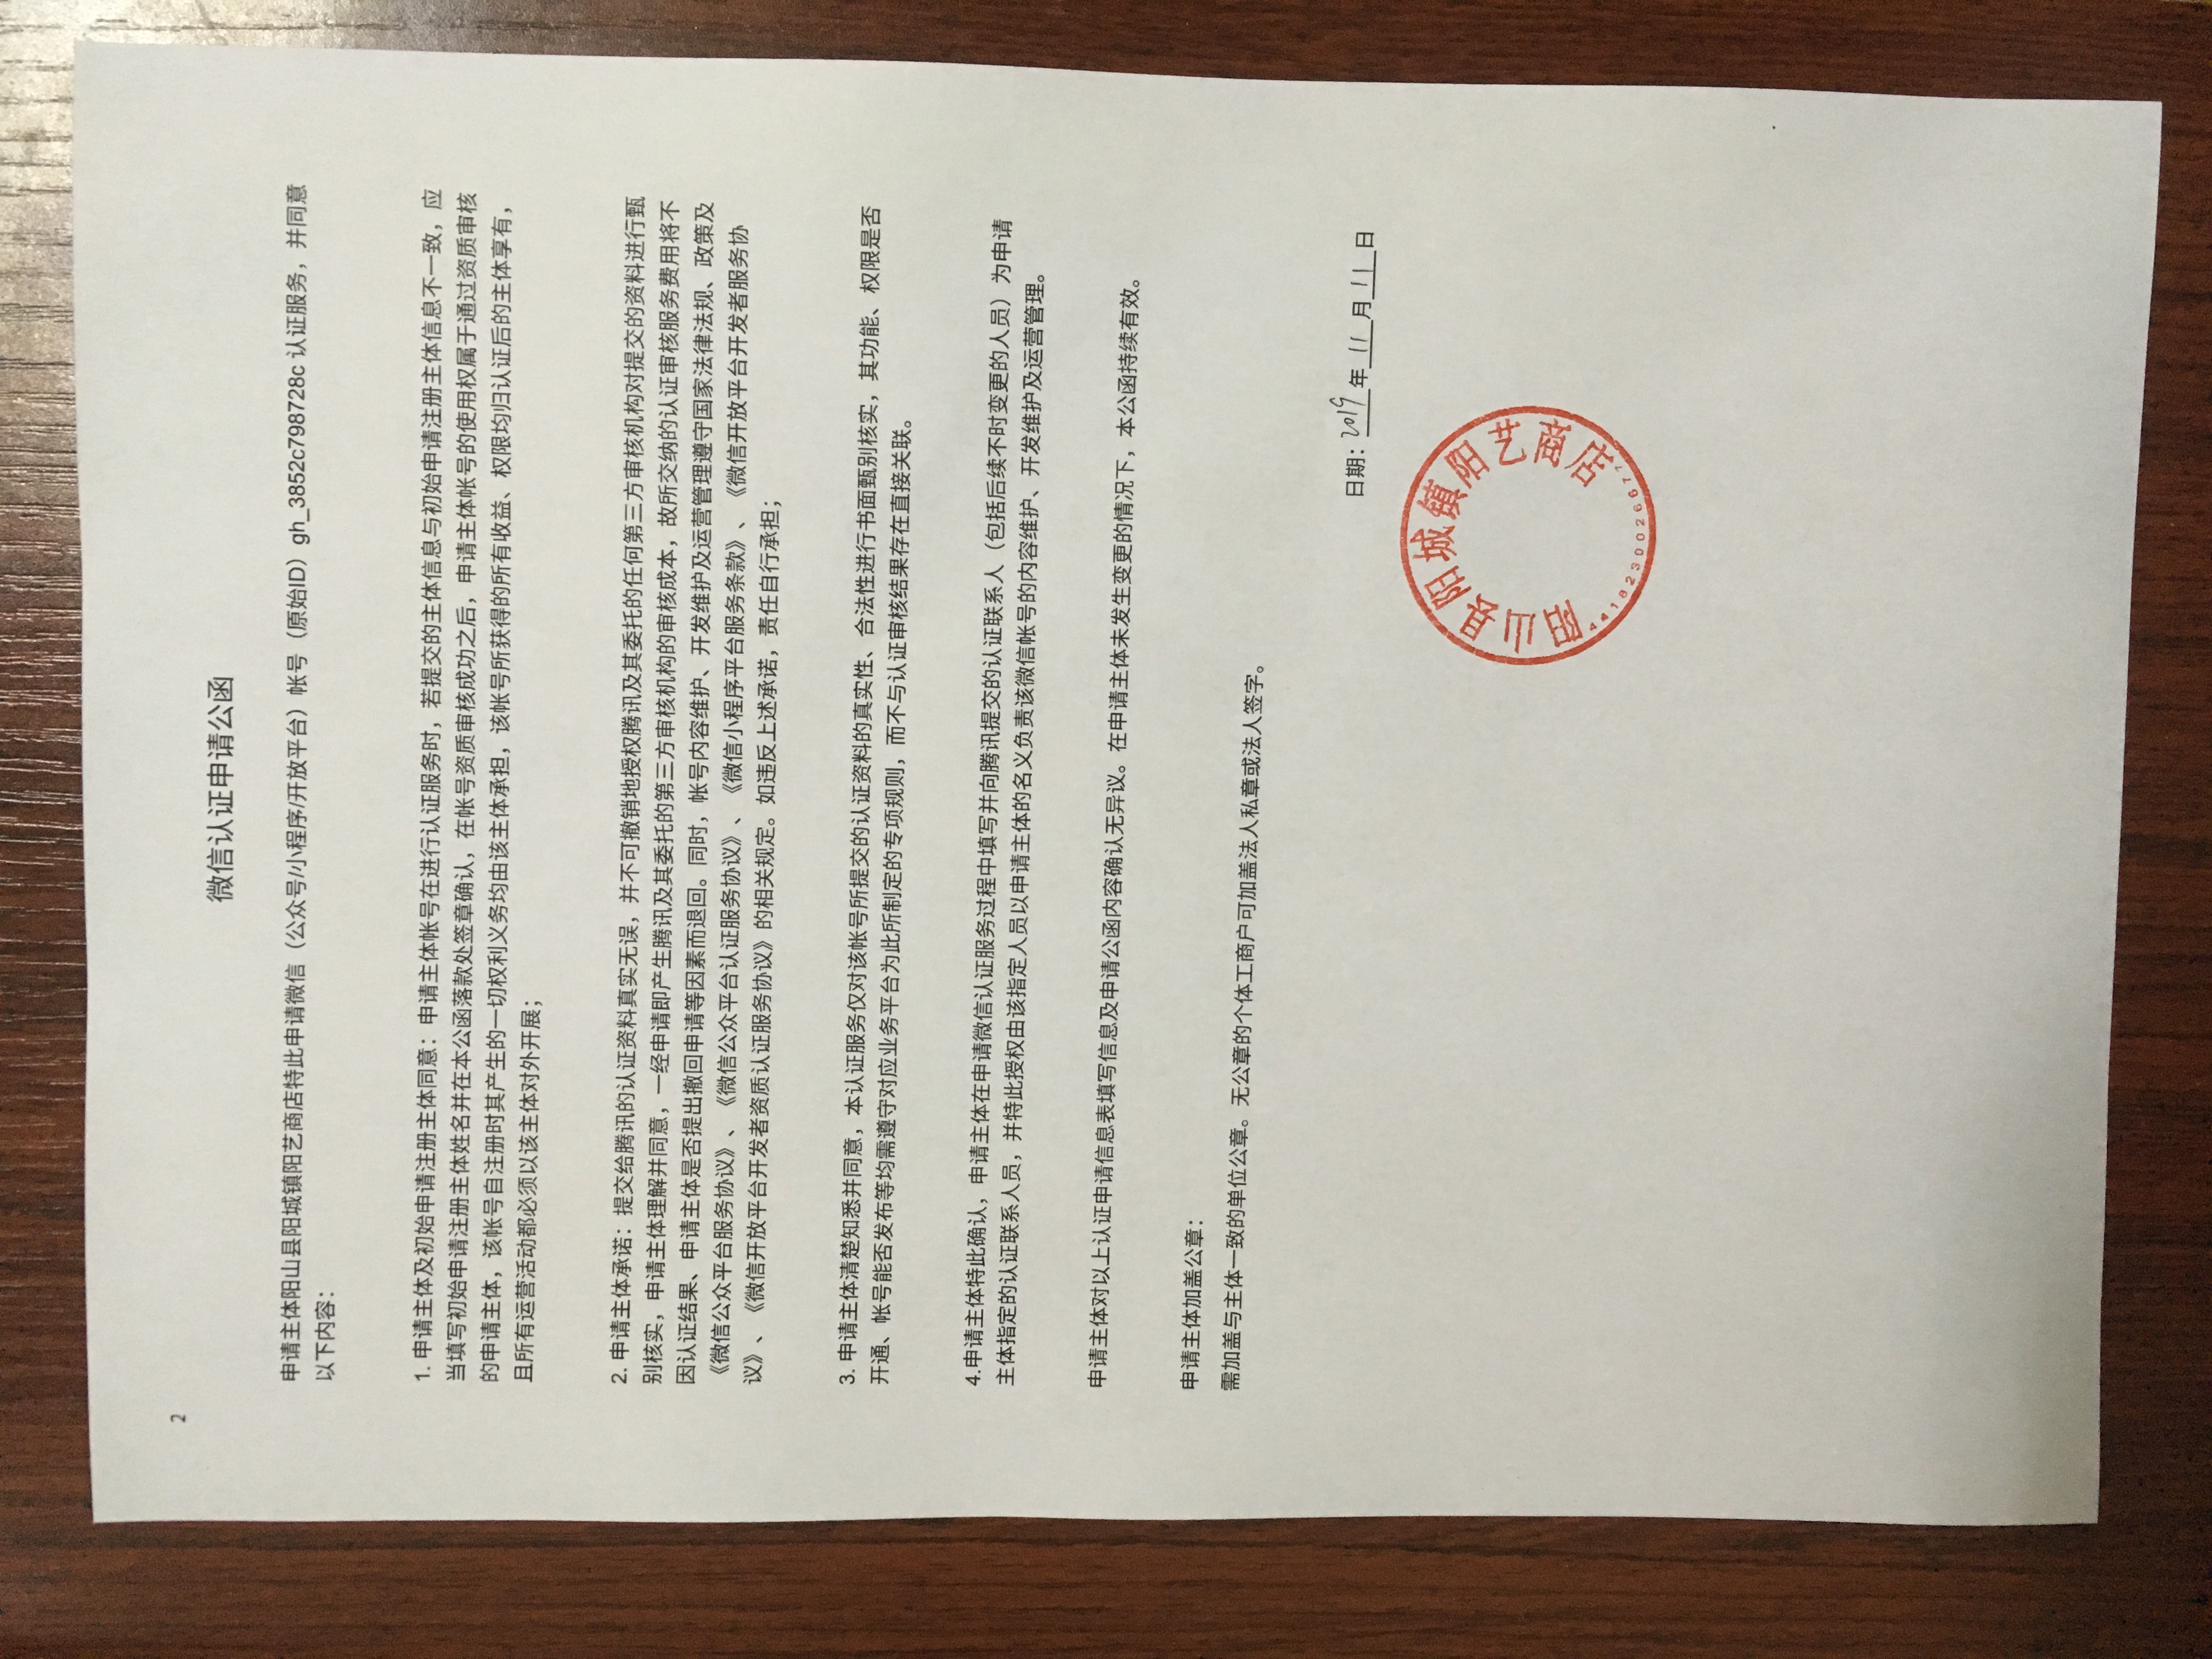 2
微信认证申请公函
申请主体阳山县阳城镇阳艺商店特此申请微信（公众号/小程序/开放平台）帐号（原始ID）gh_3852c798728c 认证服务，并同意
以下内容：
1. 申请主体及初始申请注册主体同意：申请主体帐号在进行认证服务时，若提交的主体信息与初始申请注册主体信息不一致，应
当填写初始申请注册主体姓名并在本公函落款处签章确认，在帐号资质审核成功之后，申请主体帐号的使用权属于通过资质审核
的申请主体，该帐号自注册时其产生的一切权利义务均由该主体承担，该帐号所获得的所有收益、权限均归认证后的主体享有，
且所有运营活动都必须以该主体对外开展；
2. 申请主体承诺：提交给腾讯的认证资料真实无误，并不可撤销地授权腾讯及其委托的任何第三方审核机构对提交的资料进行甄
别核实，申请主体理解并同意，一经申请即产生腾讯及其委托的第三方审核机构的审核成本，故所交纳的认证审核服务费用将不
因认证结果、申请主体是否提出撤回申请等因素而退回。同时，帐号内容维护、开发维护及运营管理遵守国家法律法规、政策及
《微信公众平台服务协议》、《微信公众平台认证服务协议》、《微信小程序平台服务条款》、《微信开放平台开发者服务协
议》、《微信开放平台开发者资质认证服务协议》的相关规定。如违反上述承诺，责任自行承担；
3. 申请主体清楚知悉并同意，本认证服务仅对该帐号所提交的认证资料的真实性、合法性进行书面甄别核实，其功能、权限是否
开通、帐号能否发布等均需遵守对应业务平台为此所制定的专项规则，而不与认证审核结果存在直接关联。
4.申请主体特此确认，申请主体在申请微信认证服务过程中填写并向腾讯提交的认证联系人（包括后续不时变更的人员）为申请
主体指定的认证联系人员，并特此授权由该指定人员以申请主体的名义负责该微信帐号的内容维护、开发维护及运营管理。
申请主体对以上认证申请信息表填写信息及申请公函内容确认无异议。在申请主体未发生变更的情况下，本公函持续有效。
申请主体加盖公章：
需加盖与主体一致的单位公章。无公章的个体工商户可加盖法人私章或法人签字。
日期：2019年11月11日
阳山县阳城镇阳艺商店
4418230026977